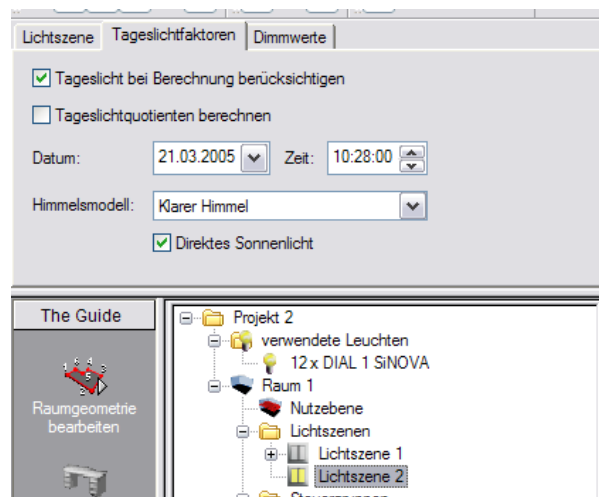 Lichtszene Tageslichtfaktoren Dimmwerte
Tageslicht bei Berechnung berücksichtigen
Tageslichtquotienten berechnen
Datum: 21.03.2005 Zeit: 10:28:00
Himmelsmodell: Klarer Himmel
Direktes Sonnenlicht
The Guide
Raumgeometrie
bearbeiten
Projekt 2
verwendete Leuchten
12 x DIAL 1 SiNOVA
Raum 1
Nutzebene
Lichtszenen
Lichtszene 1
Lichtszene 2